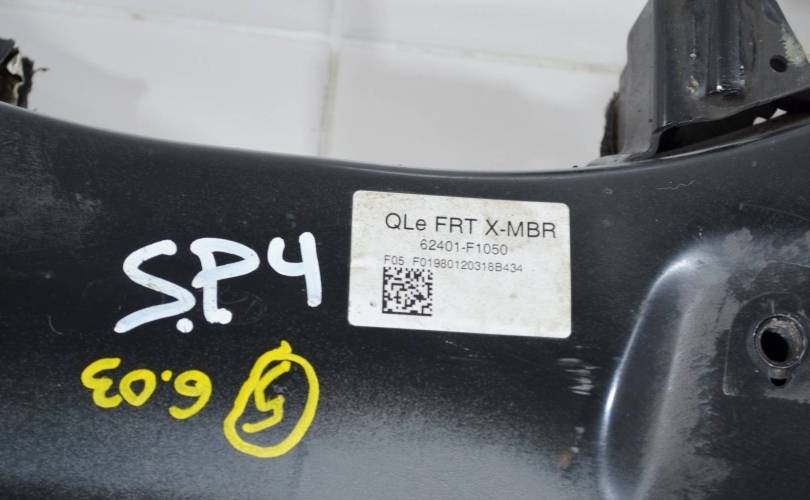 QLe FRT X-MBR
62401-F1050
F05 F01980120318B434
S.P4
5
6.03